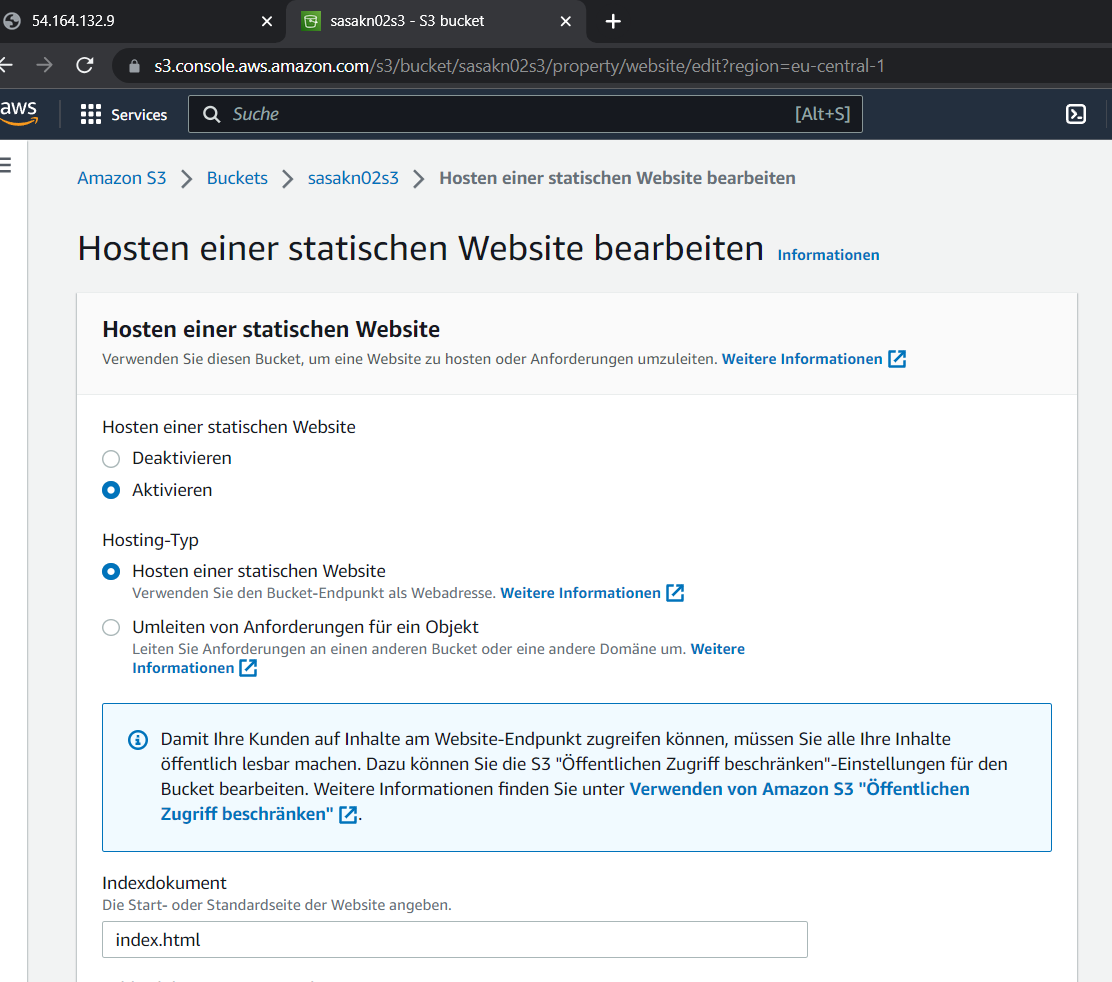 54.164.132.9
sasakn02s3 - S3 bucket
s3.console.aws.amazon.com/s3/bucket/sasakn02s3/property/website/edit?region=eu-central-1
aws
Services
Suche
[Alt+S]
Amazon S3 > Buckets > sasakn02s3 > Hosten einer statischen Website bearbeiten
Hosten einer statischen Website bearbeiten Informationen
Hosten einer statischen Website
Verwenden Sie diesen Bucket, um eine Website zu hosten oder Anforderungen umzuleiten. Weitere Informationen
Hosten einer statischen Website
Deaktivieren
Aktivieren
Hosting-Typ
Hosten einer statischen Website
Verwenden Sie den Bucket-Endpunkt als Webadresse. Weitere Informationen
Umleiten von Anforderungen für ein Objekt
Leiten Sie Anforderungen an einen anderen Bucket oder eine andere Domäne um. Weitere
Informationen
Damit Ihre Kunden auf Inhalte am Website-Endpunkt zugreifen können, müssen Sie alle Ihre Inhalte
öffentlich lesbar machen. Dazu können Sie die S3 "Öffentlichen Zugriff beschränken"-Einstellungen für den
Bucket bearbeiten. Weitere Informationen finden Sie unter Verwenden von Amazon S3 "Öffentlichen
Zugriff beschränken".
Indexdokument
Die Start- oder Standardseite der Website angeben.
index.html